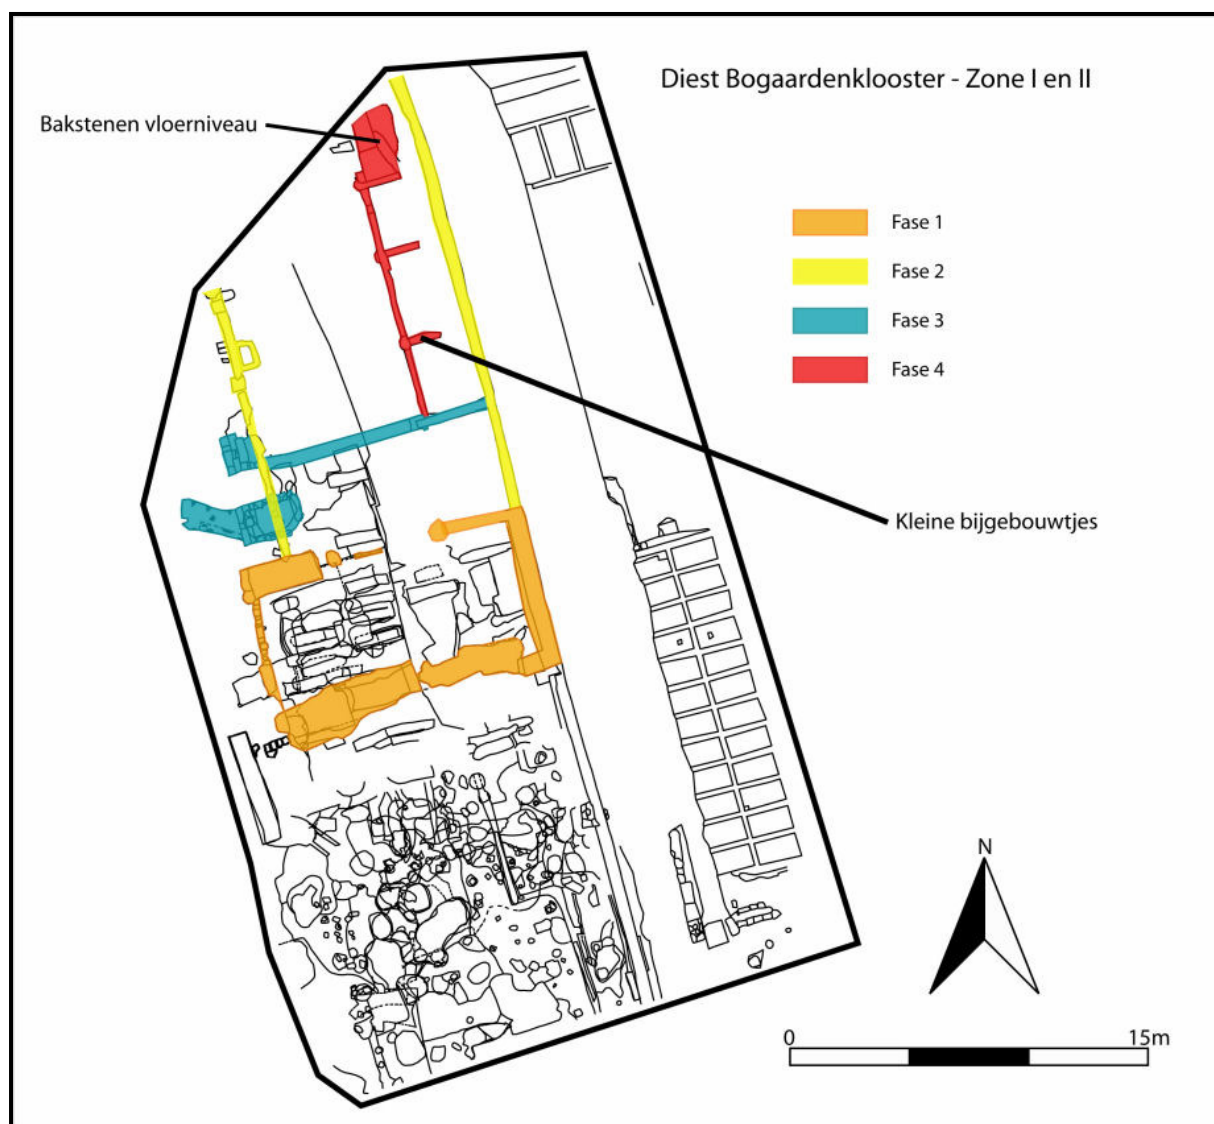 Diest Bogaardenklooster - Zone I en II
Bakstenen vloerniveau
Fase 1
Fase 2
Fase 3
Fase 4
Kleine bijgebouwtjes
N
0 15m